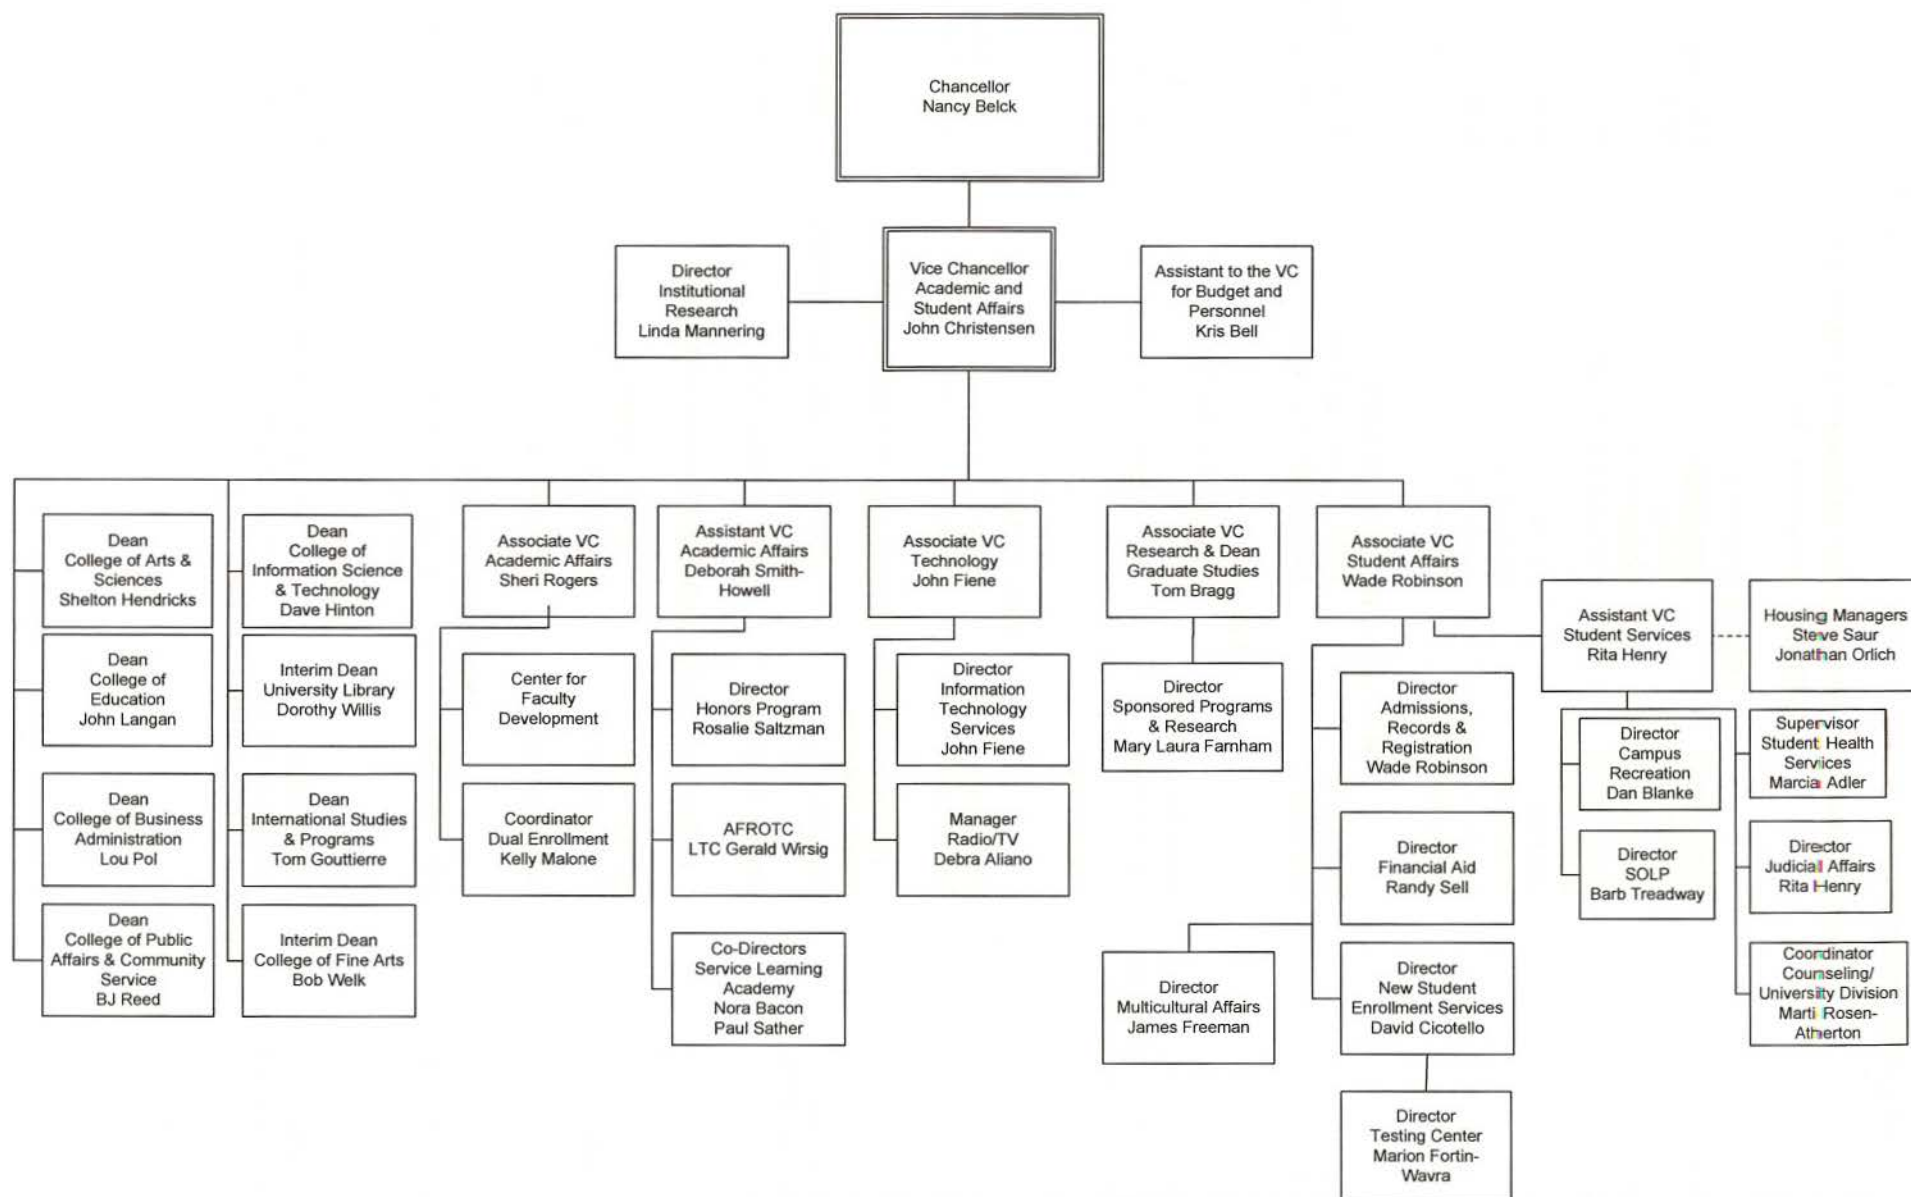 Chancellor
Nancy Belck
Director
Institutional
Research
Linda Mannering
Vice Chancellor
Academic and
Student Affairs
John Christensen
Assistant to the VC
for Budget and
Personnel
Kris Bell
Dean
College of Arts &
Sciences
Shelton Hendricks
Dean
College of
Education
John Langan
Dean
College of Business
Administration
Lou Pol
Dean
College of Public
Affairs & Community
Service
BJ Reed
Dean
College of
Information Science
& Technology
Dave Hinton
Interim Dean
University Library
Dorothy Willis
Dean
International Studies
& Programs
Tom Gouttierre
Interim Dean
College of Fine Arts
Bob Welk
Associate VC
Academic Affairs
Sheri Rogers
Center for
Faculty
Development
Coordinator
Dual Enrollment
Kelly Malone
Assistant VC
Academic Affairs
Deborah Smith-
Howell
Director
Honors Program
Rosalie Saltzman
AFROTC
LTC Gerald Wirsig
Co-Directors
Service Learning
Academy
Nora Bacon
Paul Sather
Associate VC
Technology
John Fiene
Director
Information
Technology
Services
John Fiene
Manager
Radio/TV
Debra Aliano
Associate VC
Research & Dean
Graduate Studies
Tom Bragg
Director
Sponsored Programs
& Research
Mary Laura Farnham
Associate VC
Student Affairs
Wade Robinson
Director
Admissions,
Records &
Registration
Wade Robinson
Director
Financial Aid
Randy Sell
Director
Multicultural Affairs
James Freeman
Director
New Student
Enrollment Services
David Cicotello
Director
Testing Center
Marion Fortin-
Wavra
Assistant VC
Student Services
Rita Henry
Housing Managers
Steve Saur
Jonathan Orlich
Director
Campus
Recreation
Dan Blanke
Director
SOLP
Barb Treadway
Supervisor
Student Health
Services
Marcia Adler
Director
Judicial Affairs
Rita Henry
Coordinator
Counseling/
University Division
Marti Rosen-
Atherton